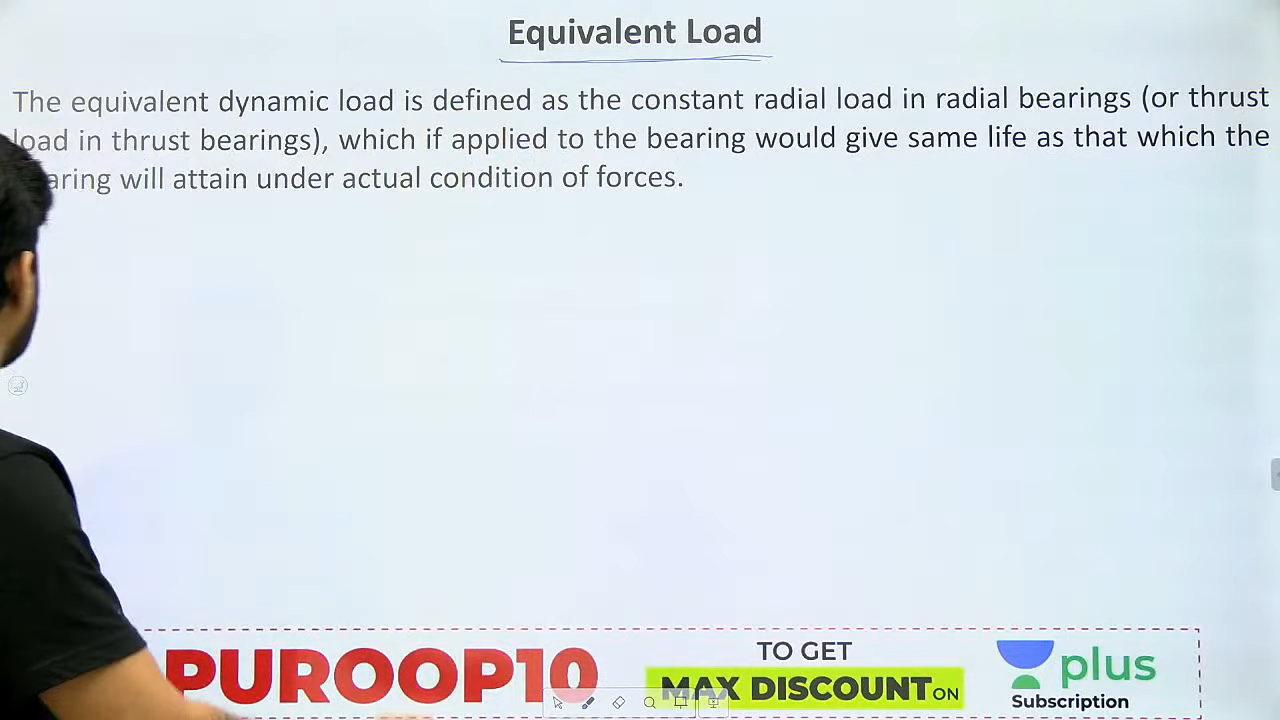 Equivalent Load
The equivalent dynamic load is defined as the constant radial load in radial bearings (or thrust
load in thrust bearings), which if applied to the bearing would give same life as that which the
aring will attain under actual condition of forces.
PUROOP10
TO GET
MAX DISCOUNT ON
plus
Subscription